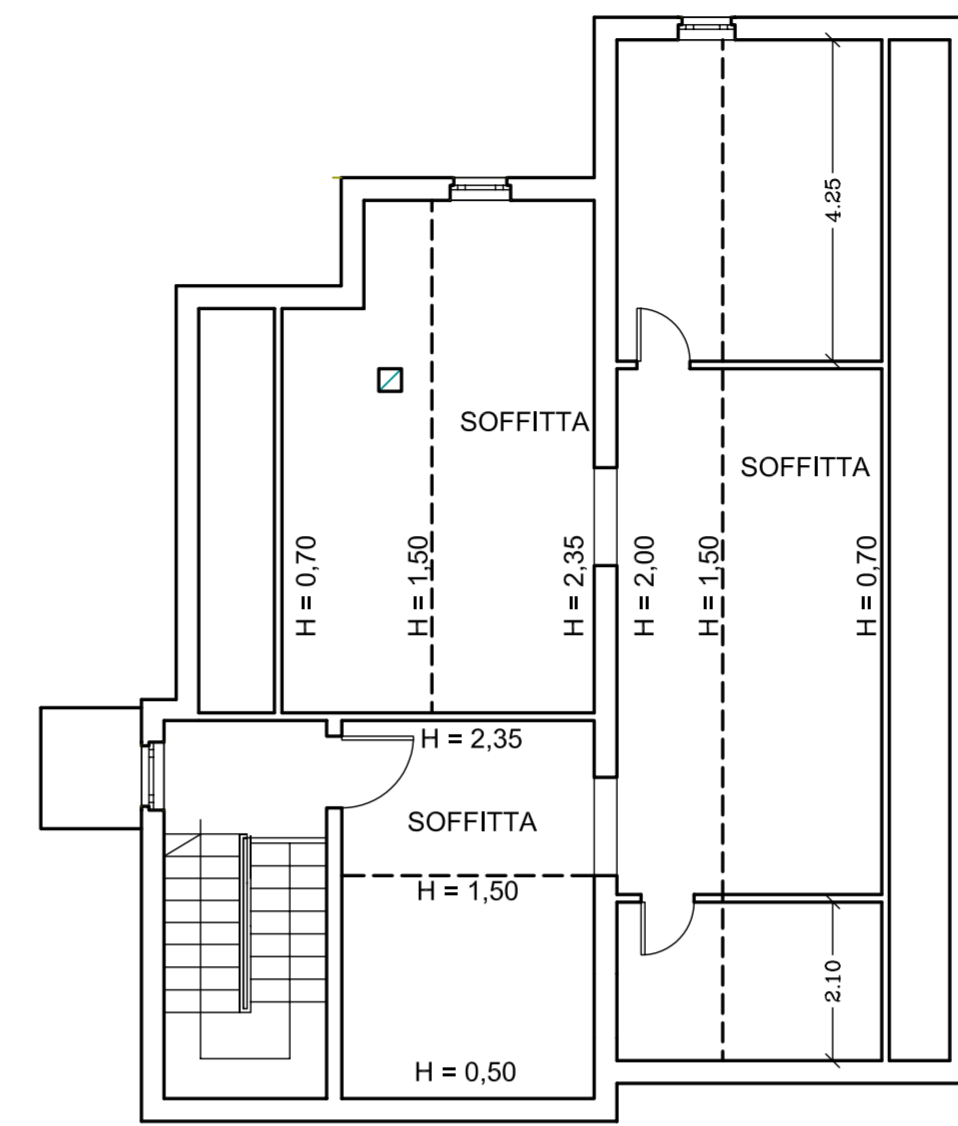 4.25
SOFFITTA
SOFFITTA
H = 0,70
H = 1,50
H = 2,35
H = 2,00
H = 1,50
H = 0,70
H = 2,35
SOFFITTA
H = 1,50
2.10
H = 0,50